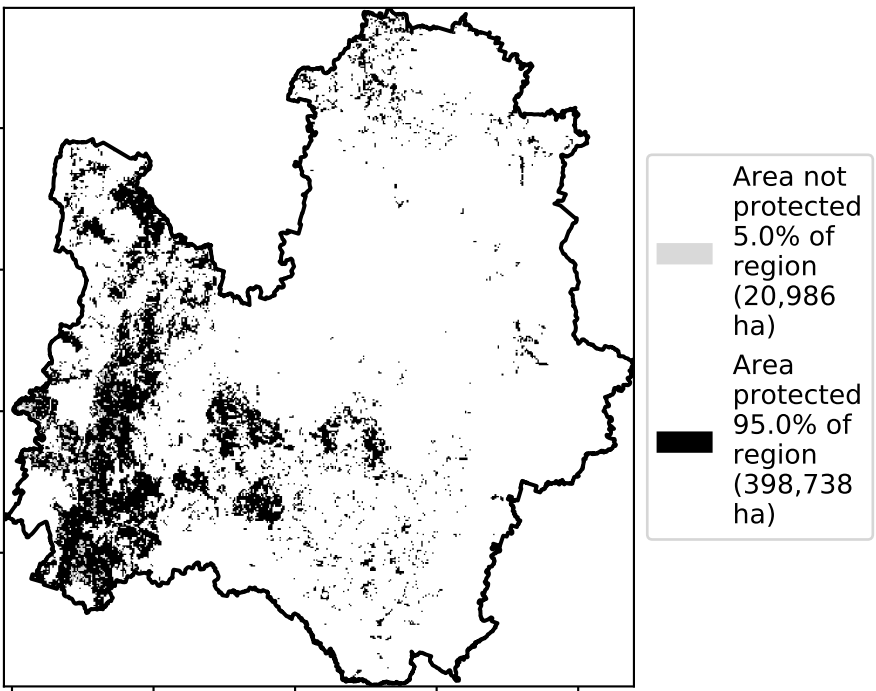 Area not
protected
5.0% of
region
(20,986
ha)
Area
protected
95.0% of
region
(398,738
ha)